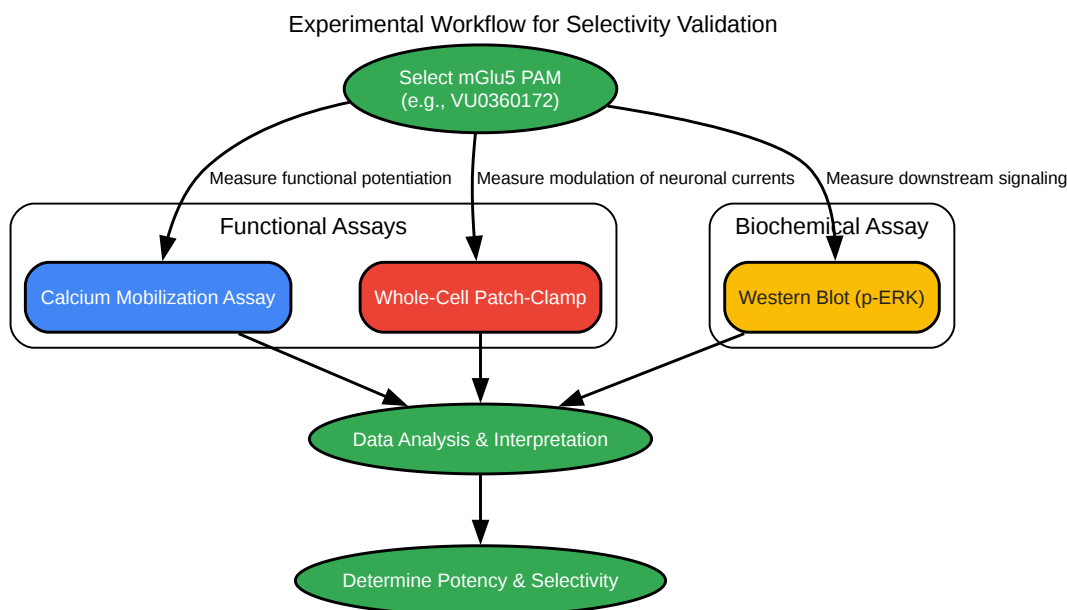 Experimental Workflow for Selectivity Validation
Select mGlu5 PAM
(e.g., VU0360172)
Measure functional potentiation
Measure modulation of neuronal currents
Measure downstream signaling
Functional Assays
Biochemical Assay
Calcium Mobilization Assay
Whole-Cell Patch-Clamp
Western Blot (p-ERK)
Data Analysis & Interpretation
Determine Potency & Selectivity